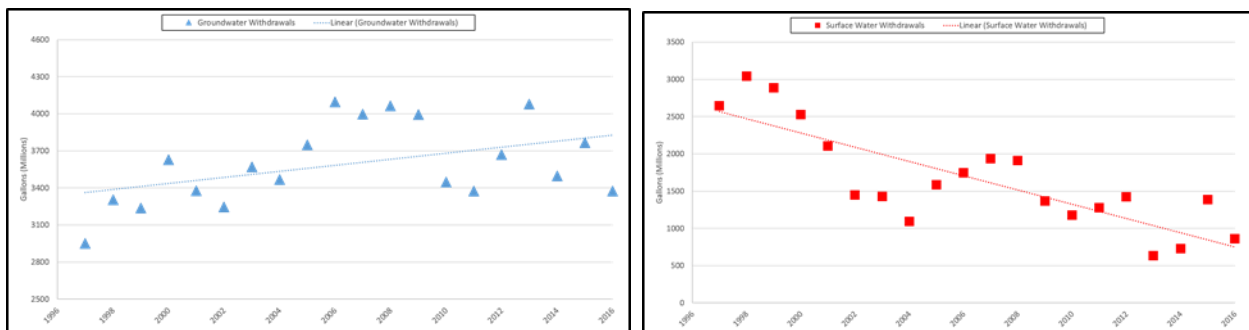 Groundwater Withdrawals Linear (Groundwater Withdrawals)
4600
4300
4000
3700
3400
3100
2800
2500
Gallons (Millions)
1996 1998 2000 2002 2004 2006 2008 2010 2012 2014 2016
Surface Water Withdrawals Linear (Surface Water Withdrawals)
3500
3000
2500
2000
1500
1000
500
0
Gallons (Millions)
1996 1998 2000 2002 2004 2006 2008 2010 2012 2014 2016